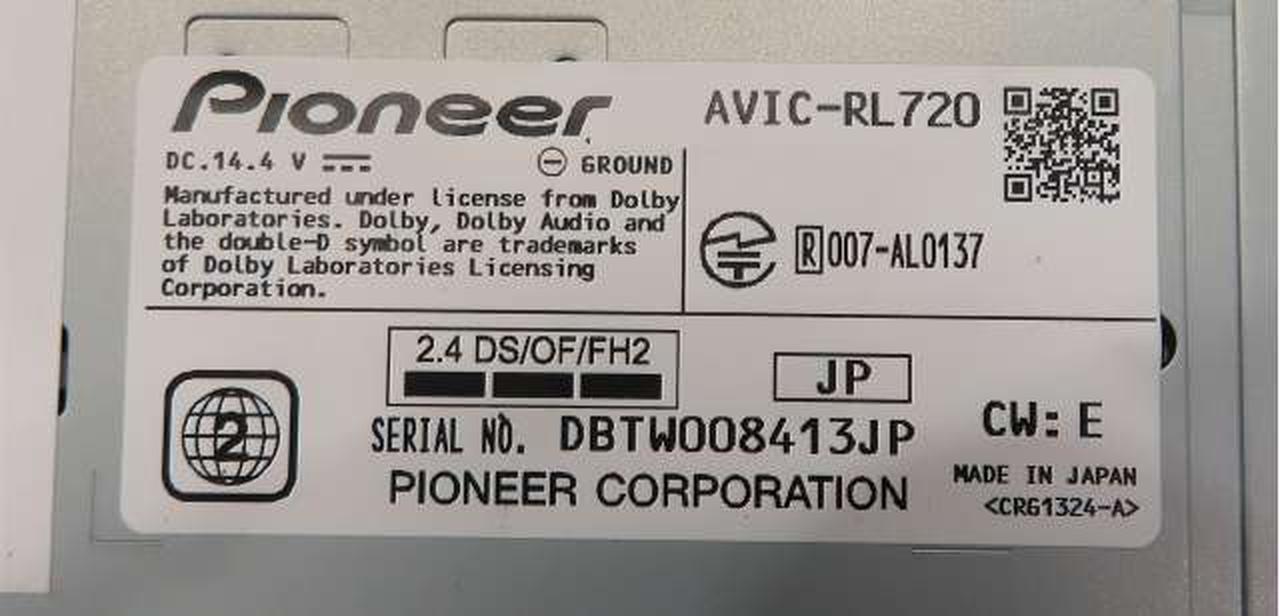 Pioneer
AVIC-RL720
DC.14.4 V
⊖ GROUND
Manufactured under license from Dolby
Laboratories. Dolby, Dolby Audio and
the double-D symbol are trademarks
of Dolby Laboratories Licensing
Corporation.
R 007-AL0137
2.4 DS/OF/FH2
JP
2
SERIAL NO. DBTW008413JP
CW: E
PIONEER CORPORATION
MADE IN JAPAN
<CRG1324-A>